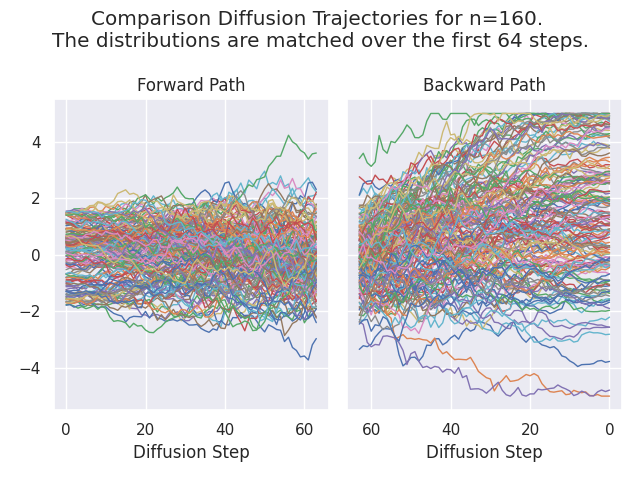 Comparison Diffusion Trajectories for n=160.
The distributions are matched over the first 64 steps.
Forward Path
Backward Path
4
2
0
−2
−4
0 20 40 60
60 40 20 0
Diffusion Step
Diffusion Step